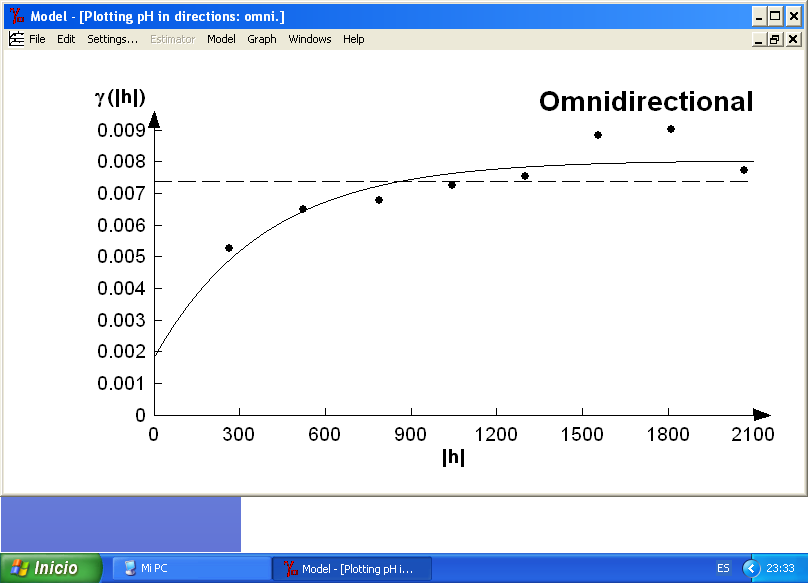 Model - [Plotting pH in directions: omni.]
File Edit Settings... Estimator Model Graph Windows Help
γ(|h|)
Omnidirectional
0.009
0.008
0.007
0.006
0.005
0.004
0.003
0.002
0.001
0
0 300 600 900 1200 1500 1800 2100
|h|
Inicio Mi PC Model - [Plotting pH i... ES 23:33